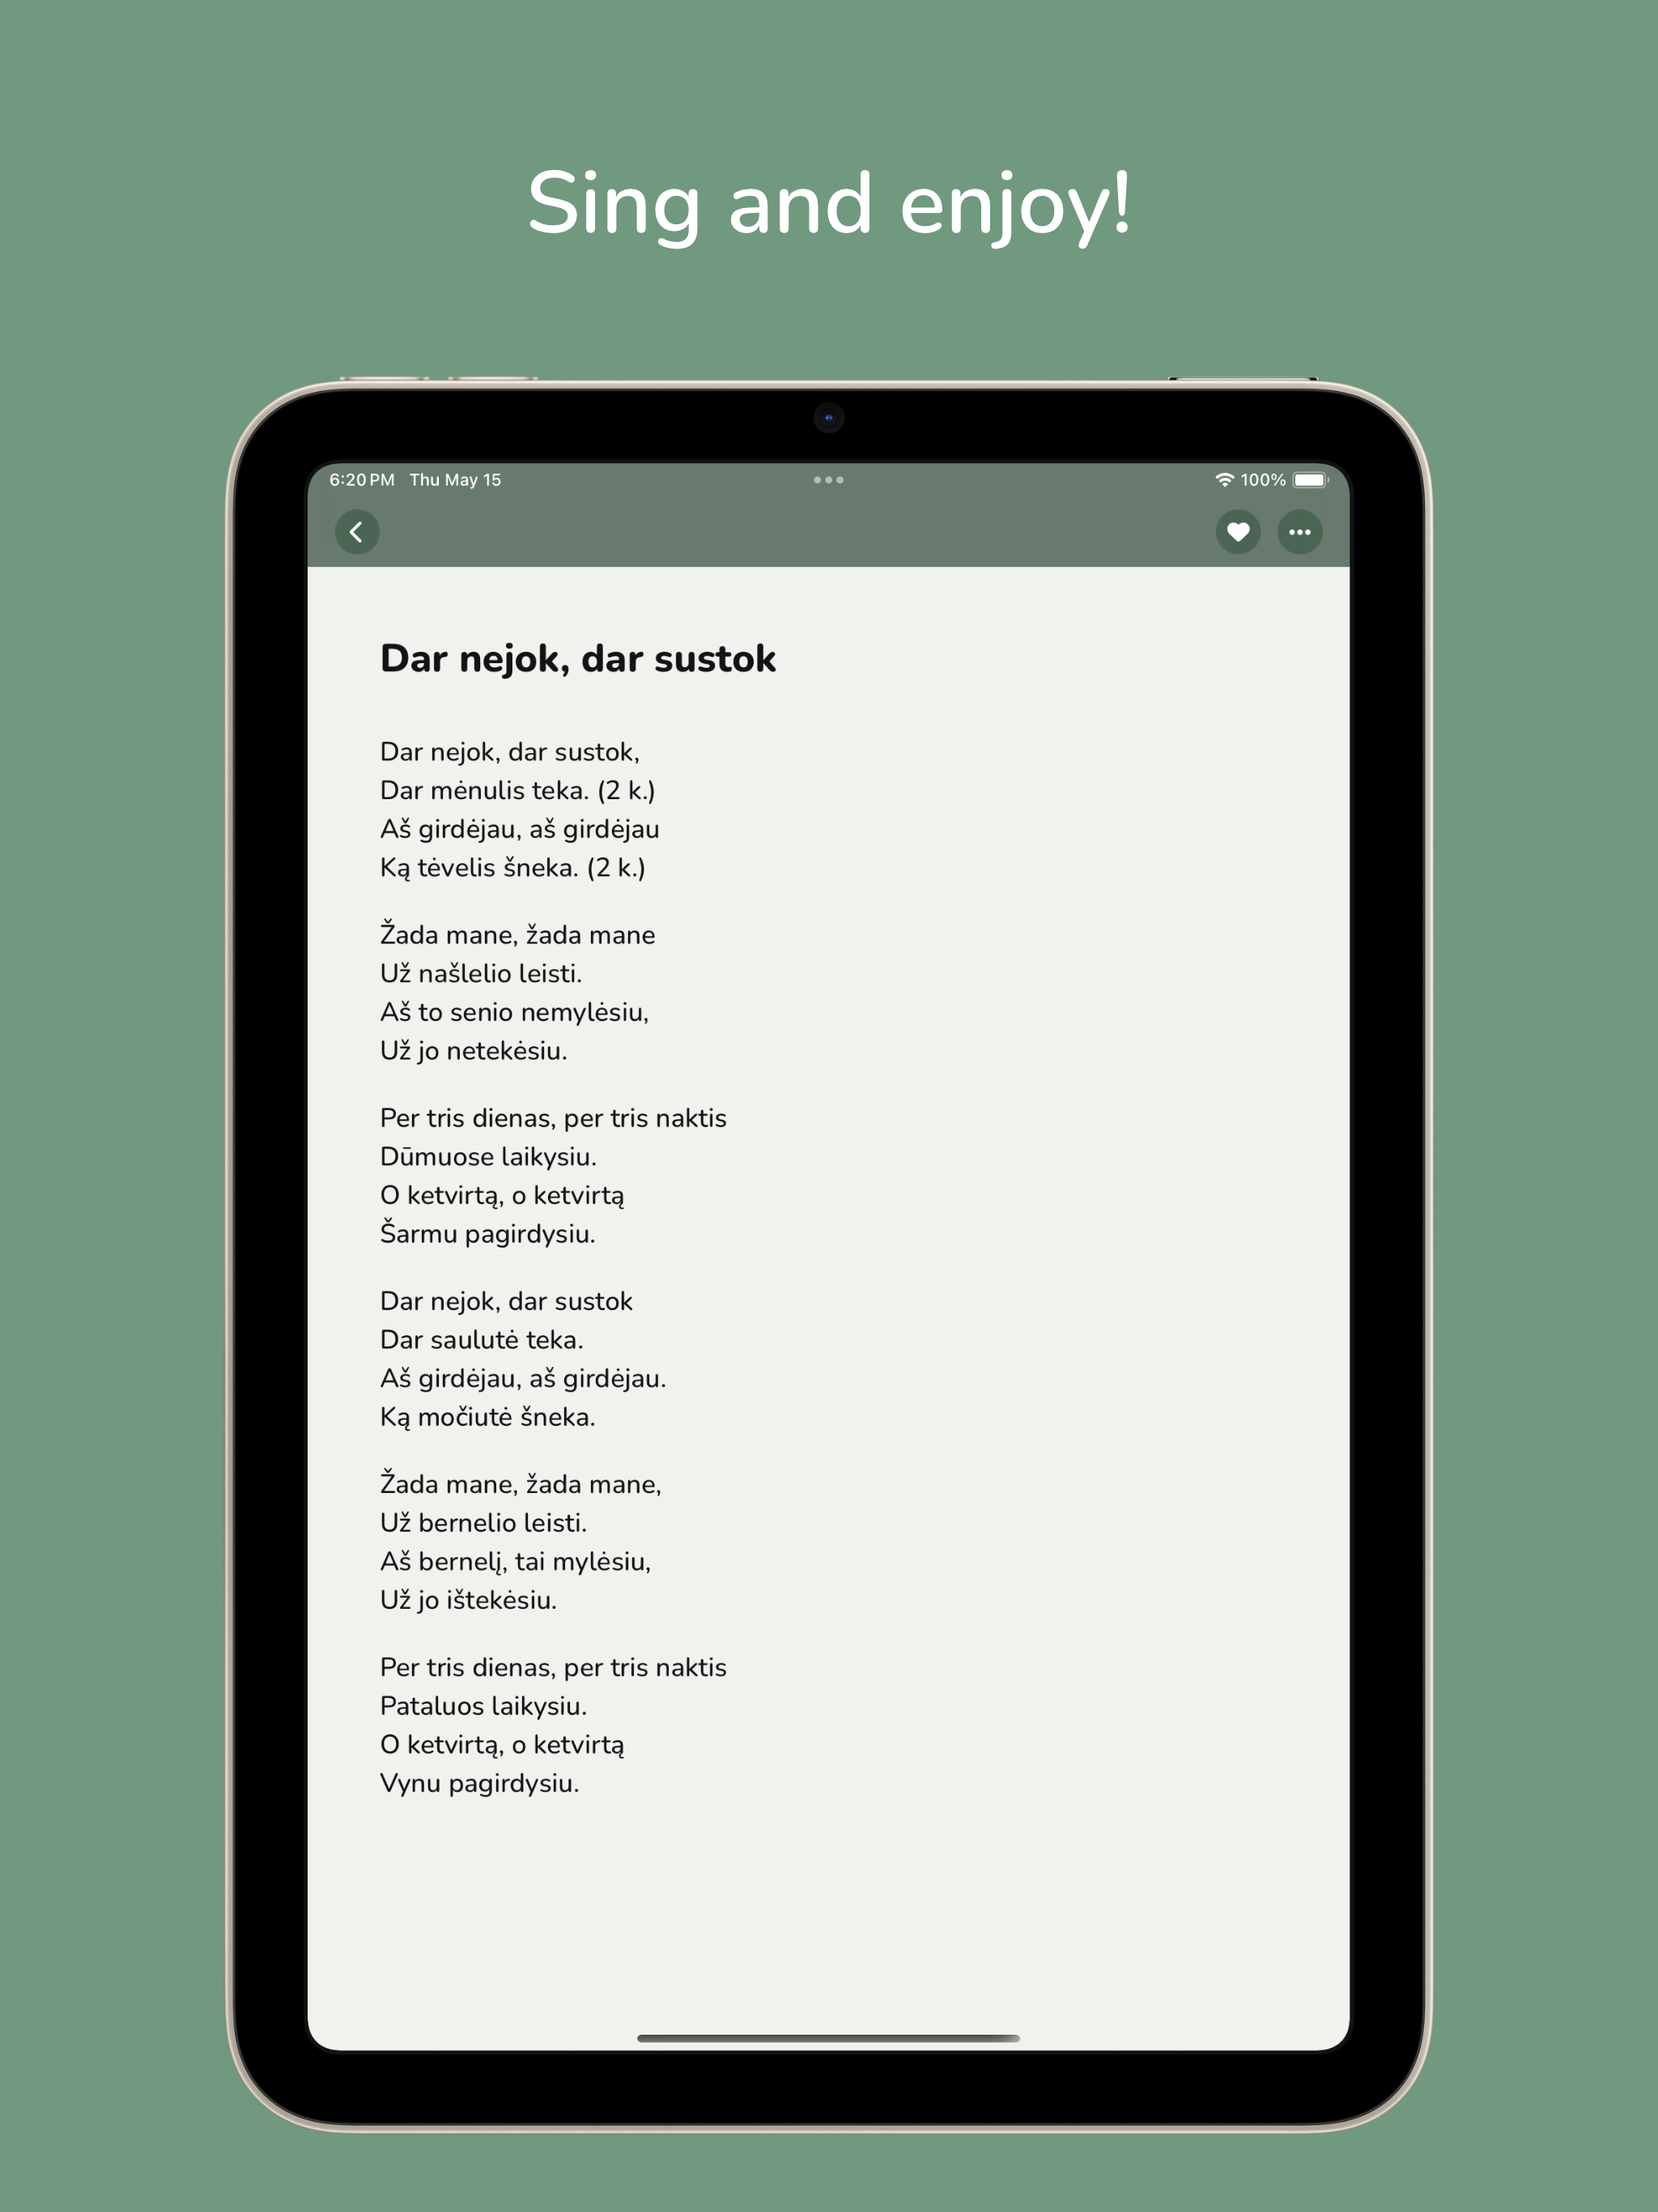 Sing and enjoy!
6:20 PM Thu May 15
100%
Dar nejok, dar sustok
Dar nejok, dar sustok,
Dar mėnulis teka. (2 k.)
Aš girdėjau, aš girdėjau
Ką tėvelis šneka. (2 k.)
Žada mane, žada mane
Už našlelio leisti.
Aš to senio nemylėsiu,
Už jo netekėsiu.
Per tris dienas, per tris naktis
Dūmuose laikysiu.
O ketvirtą, o ketvirtą
Šarmu pagirdysiu.
Dar nejok, dar sustok
Dar saulutė teka.
Aš girdėjau, aš girdėjau.
Ką močiutė šneka.
Žada mane, žada mane,
Už bernelio leisti.
Aš bernelį, tai mylėsiu,
Už jo ištekėsiu.
Per tris dienas, per tris naktis
Pataluos laikysiu.
O ketvirtą, o ketvirtą
Vynu pagirdysiu.